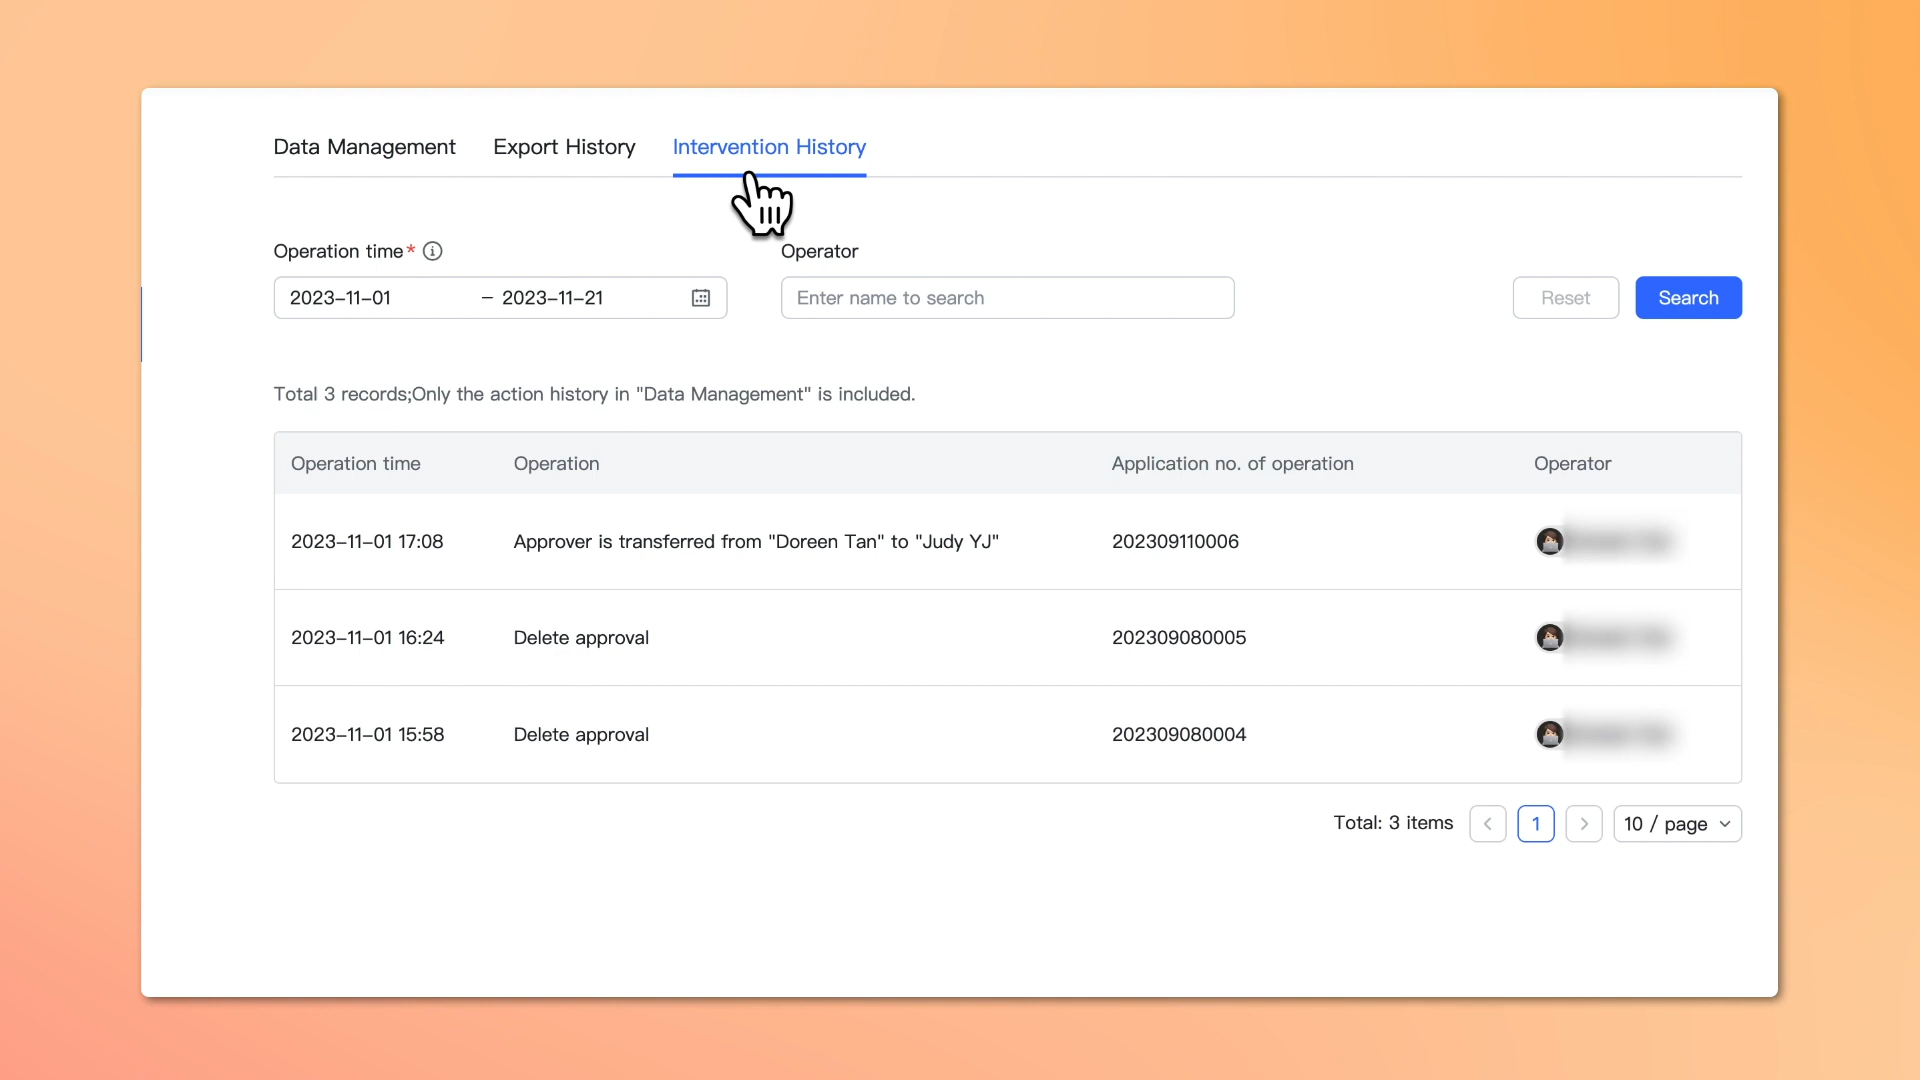 Data Management Export History Intervention History
Operation time* Operator
2023-11-01 – 2023-11-21 Enter name to search Reset Search
Total 3 records;Only the action history in "Data Management" is included.
Operation time Operation Application no. of operation Operator
2023-11-01 17:08 Approver is transferred from "Doreen Tan" to "Judy YJ" 202309110006
2023-11-01 16:24 Delete approval 202309080005
2023-11-01 15:58 Delete approval 202309080004
Total: 3 items 1 10 / page